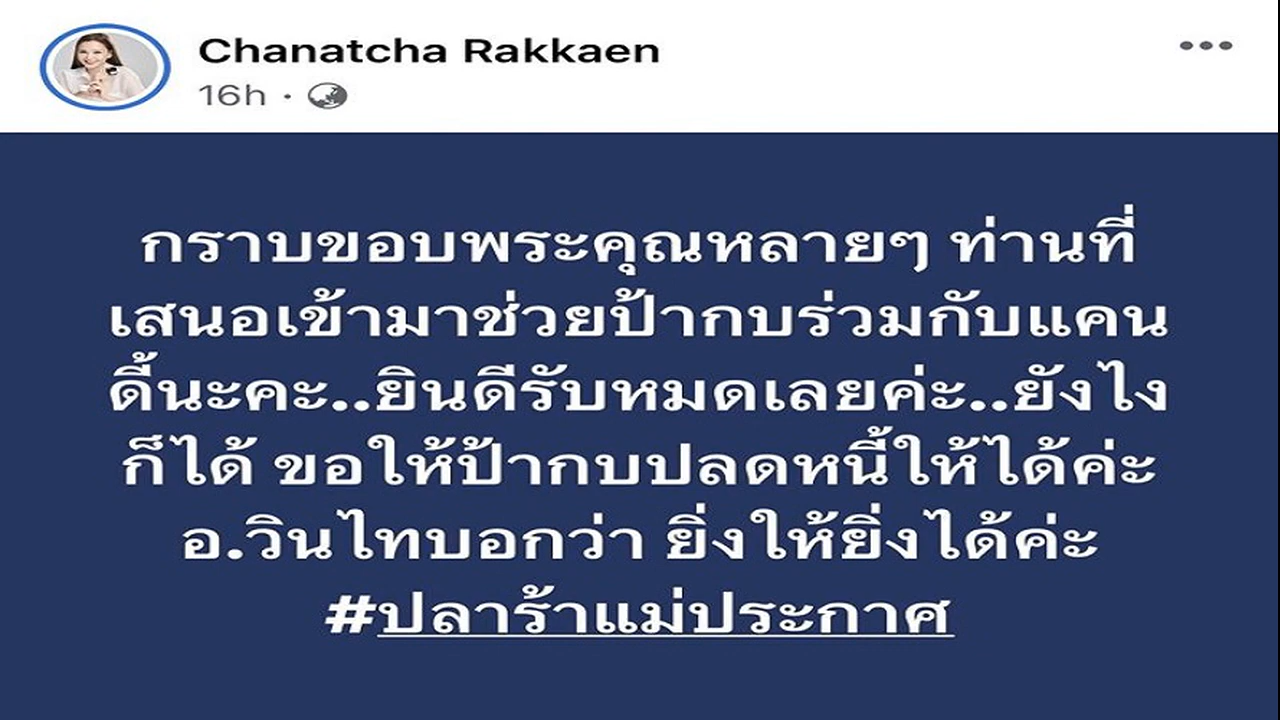 Chanatcha Rakkaen
16h ·
กราบขอบพระคุณหลายๆ ท่านที่
เสนอเข้ามาช่วยป้ากบร่วมกับแคน
ดี้นะคะ..ยินดีรับหมดเลยค่ะ..ยังไง
ก็ได้ ขอให้ป้ากบปลดหนี้ให้ได้ค่ะ
อ.วินไทบอกว่า ยิ่งให้ยิ่งได้ค่ะ
#ปลาร้าแม่ประกาศ